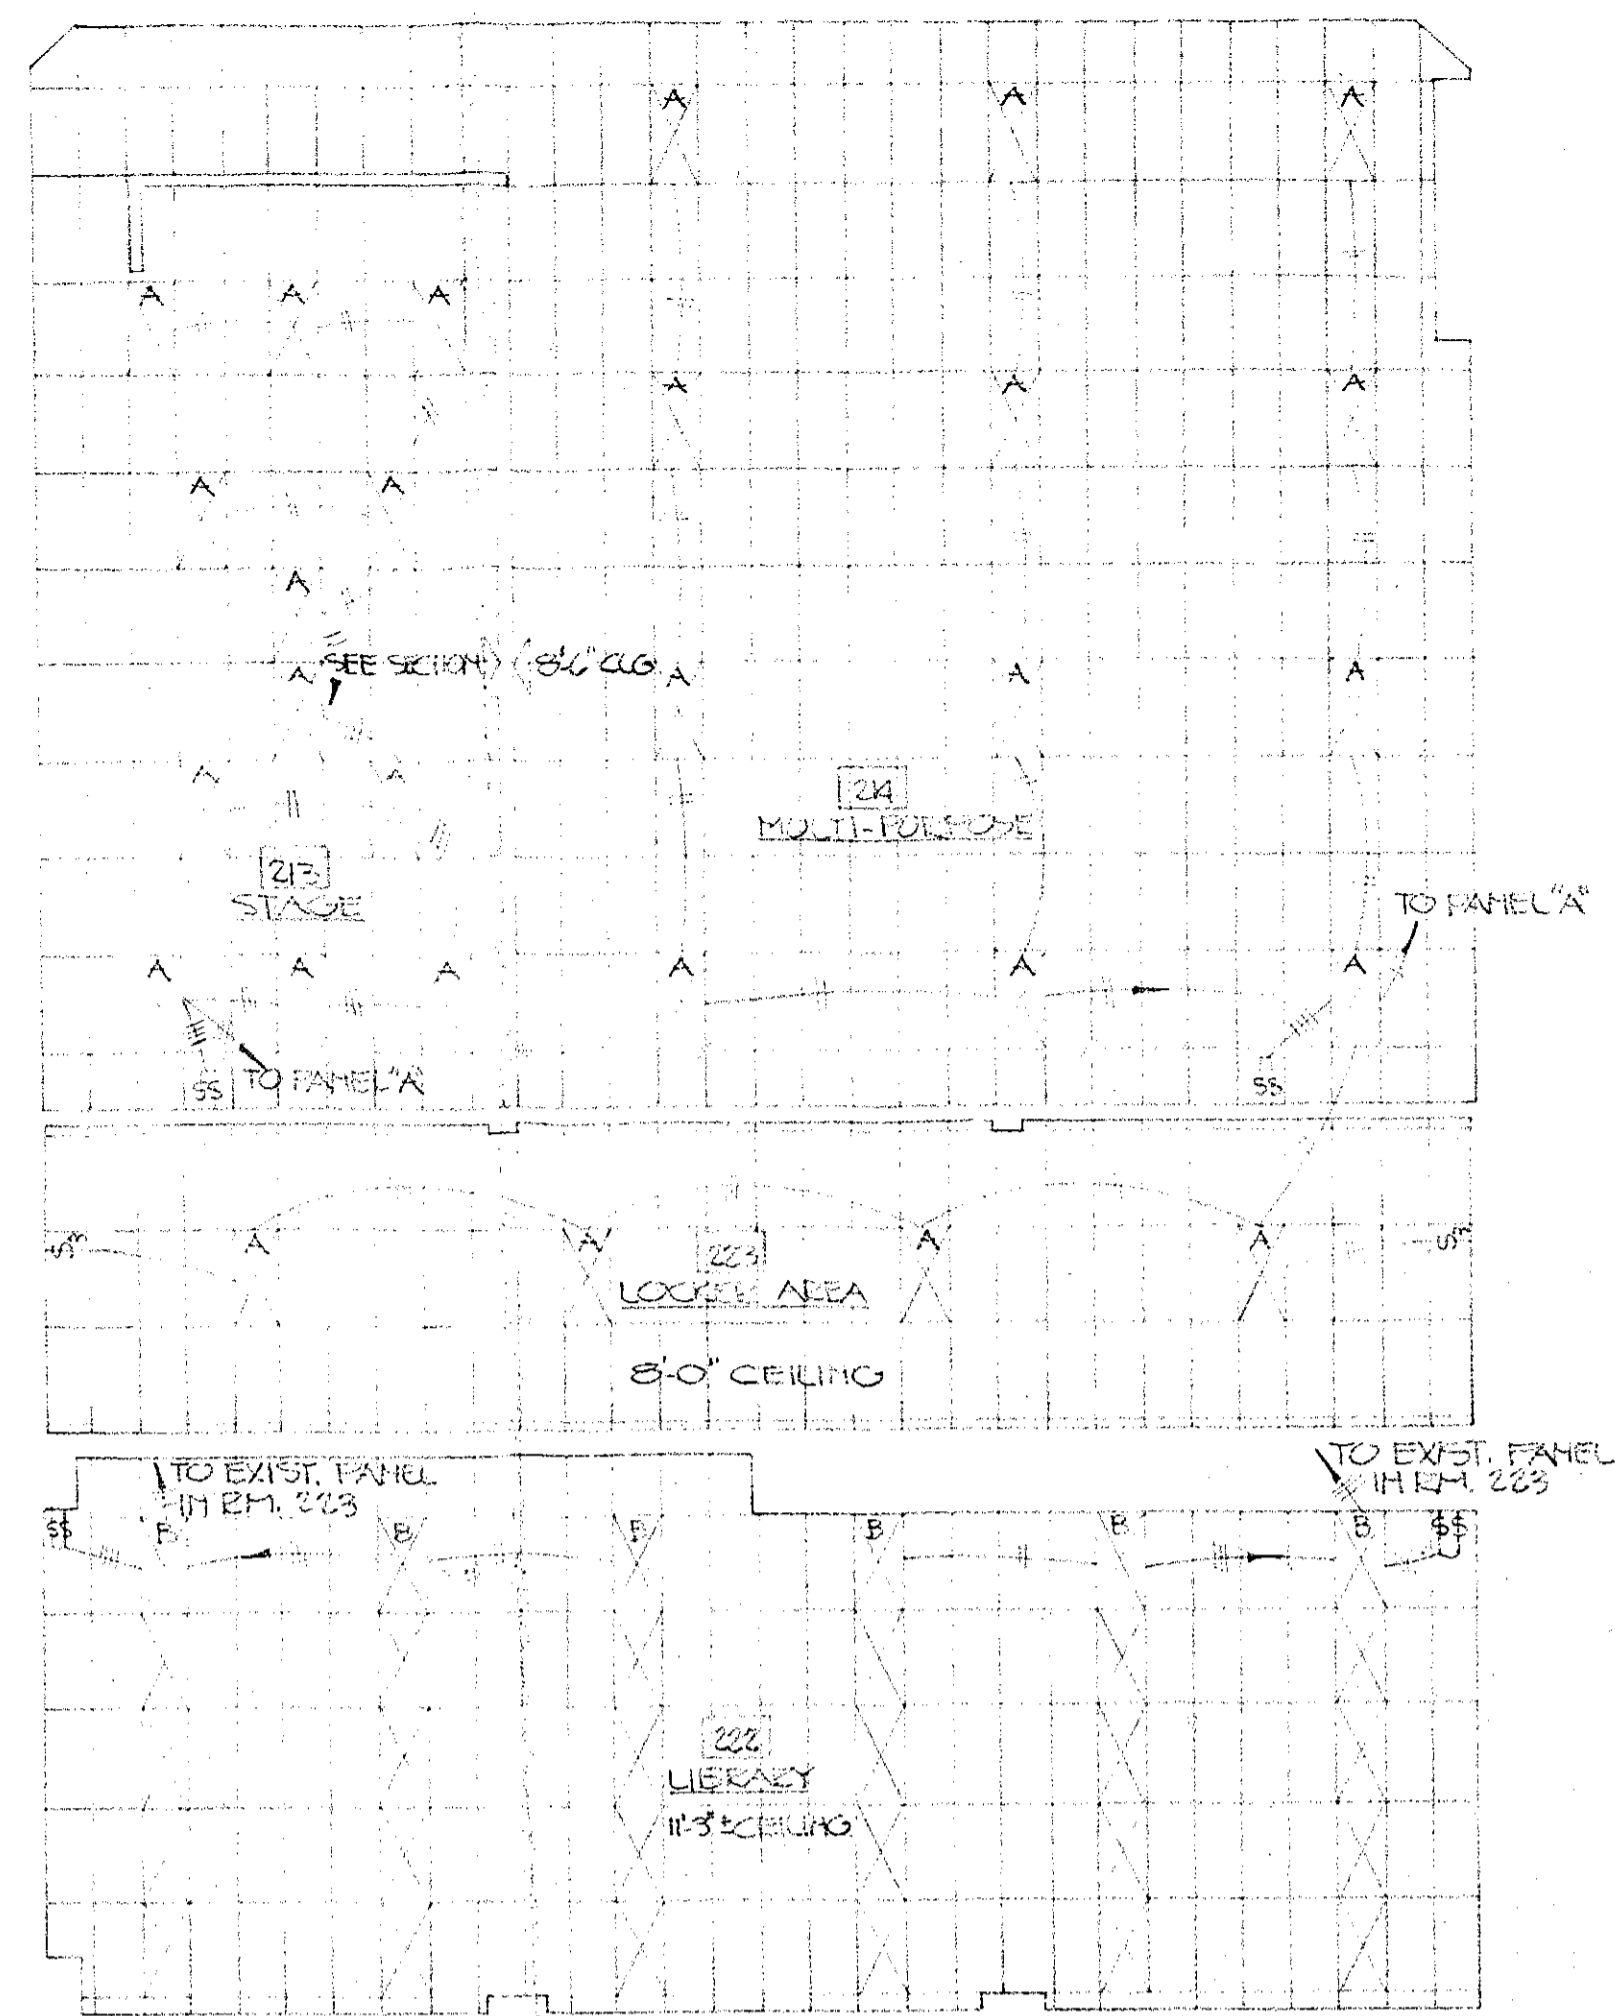 A A A
A A A
A A A
A A
A
SEE SECTION) (8'-6" CLG
A A A A
A A
214
MULTI-PURPOSE
213
STAGE
TO PANEL "A"
A A A A A A
SS TO PANEL "A"
SS
A A A A
S³ S³
223
LOCKER AREA
8'-0" CEILING
TO EXIST. PANEL
IN RM. 223
TO EXIST. PANEL
IN RM. 223
$$ B B B B B B $$
222
LIBRARY
11'-3" ± CEILING